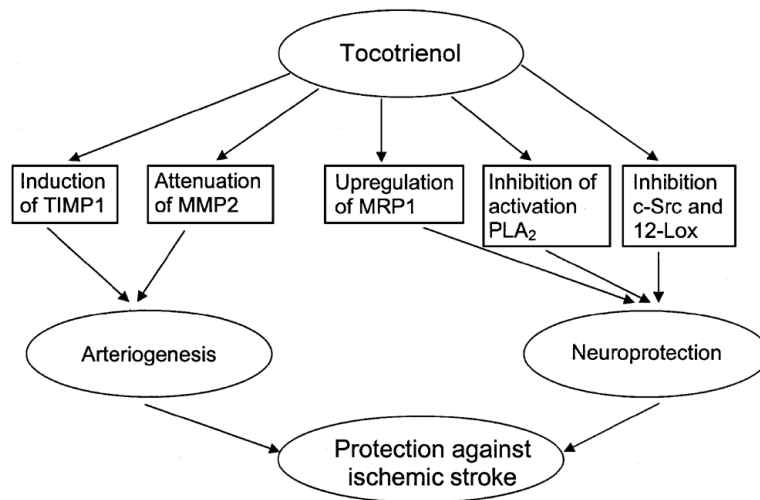 Tocotrienol
Induction
of TIMP1
Attenuation
of MMP2
Upregulation
of MRP1
Inhibition of
activation
PLA₂
Inhibition
c-Src and
12-Lox
Arteriogenesis
Neuroprotection
Protection against
ischemic stroke